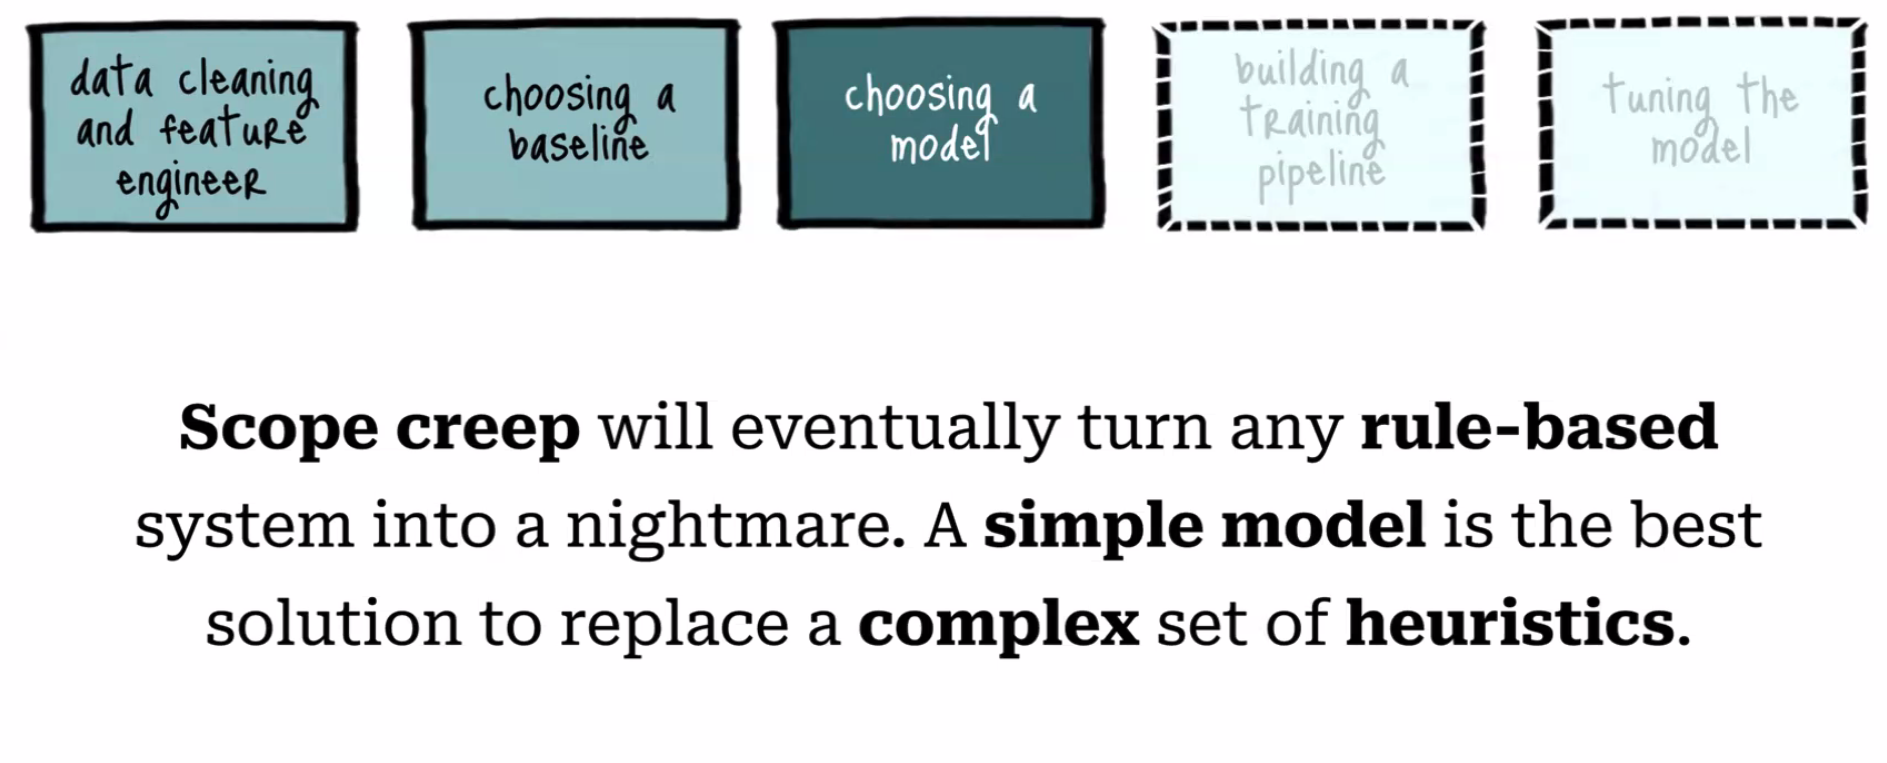 data cleaning
and feature
engineer
choosing a
baseline
choosing a
model
building a
training
pipeline
tuning the
model
Scope creep will eventually turn any rule-based
system into a nightmare. A simple model is the best
solution to replace a complex set of heuristics.